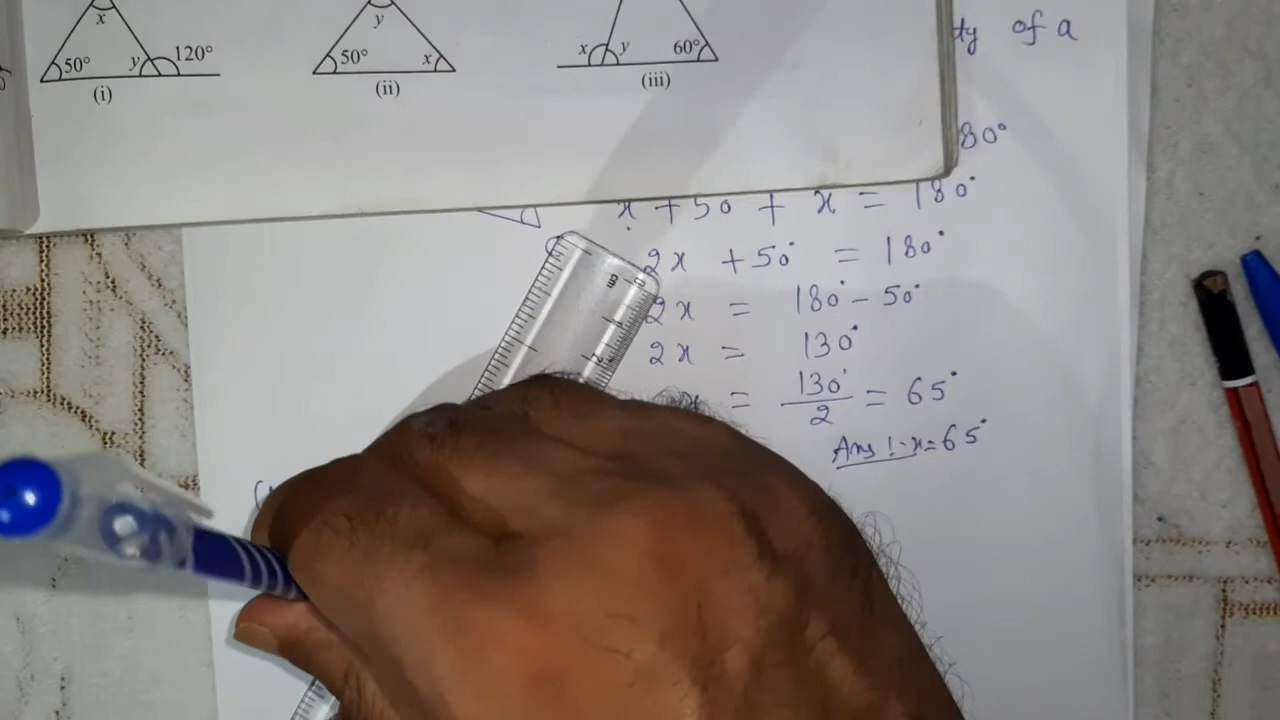 x
50°
y
120°
(i)
y
50°
x
(ii)
x
y
60°
(iii)
of a
80°
x + 50 + x = 180°
2x + 50° = 180°
2x = 180° - 50°
2x = 130°
x = 130° / 2 = 65°
Ans :- x = 65°
cm